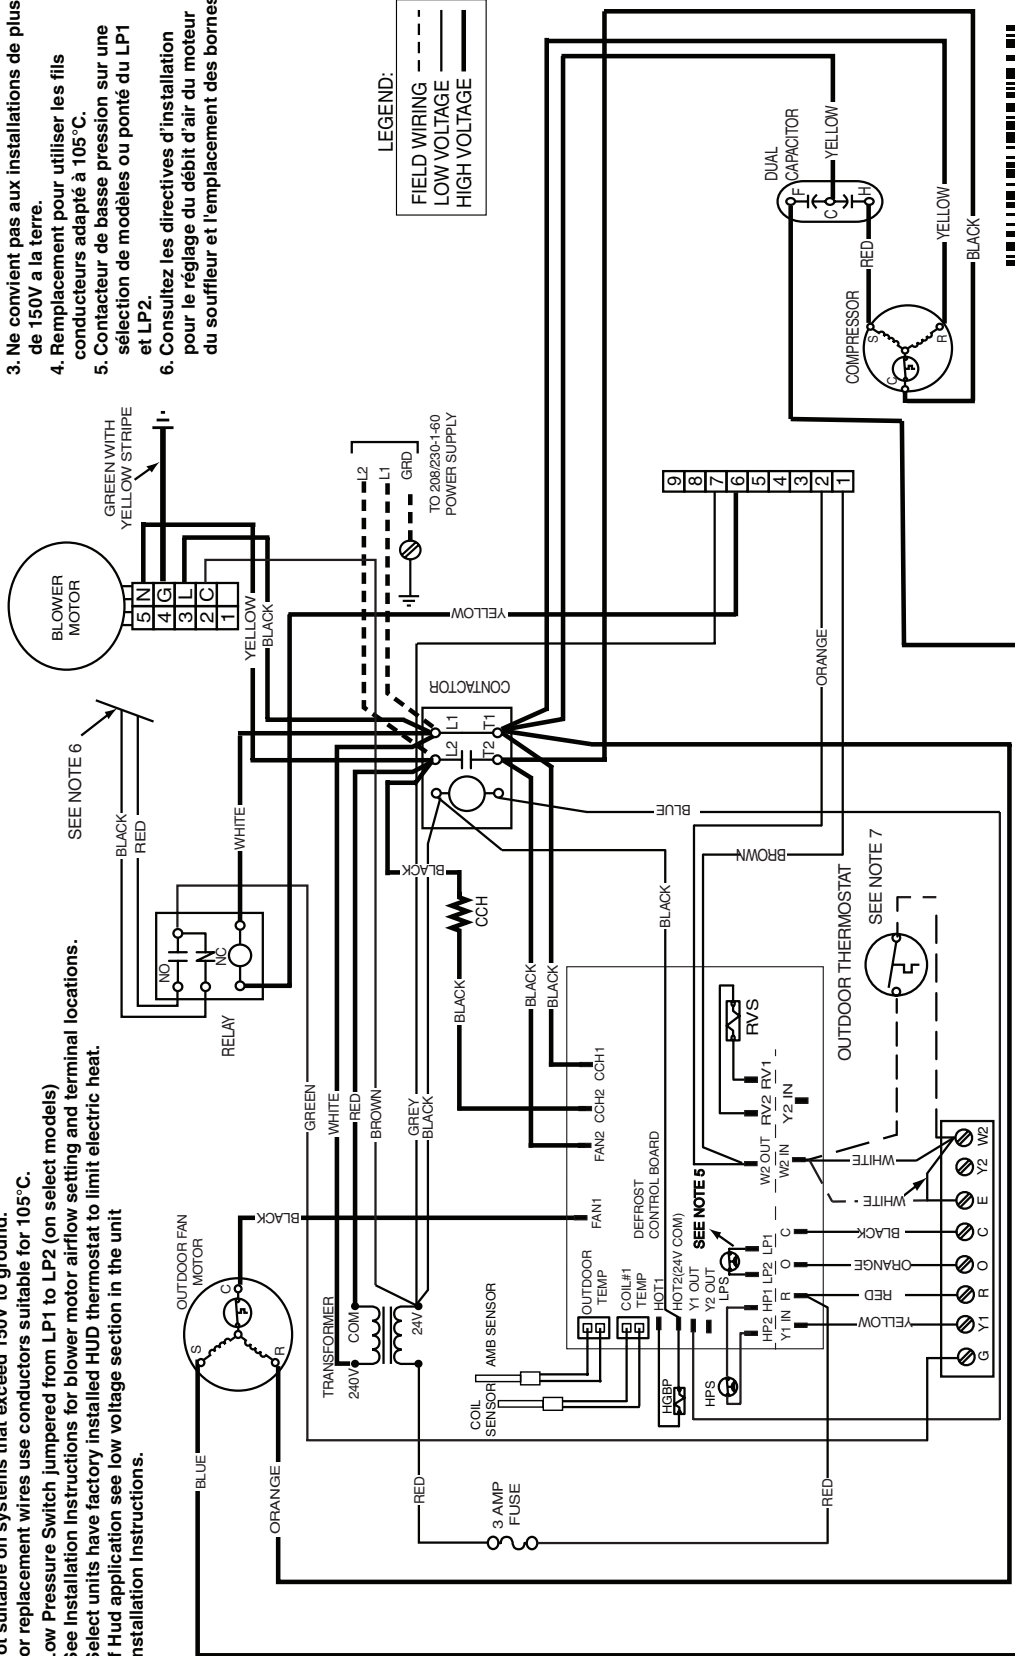 ot suitable on systems that exceed 150V to ground.
or replacement wires use conductors suitable for 105°C.
ow Pressure Switch jumpered from LP1 to LP2 (on select models)
ee Installation Instructions for blower motor airflow setting and terminal locations.
elect units have factory installed HUD thermostat to limit electric heat.
f Hud application see low voltage section in the unit
nstallation Instructions.
3. Ne convient pas aux installations de plus
de 150V a la terre.
4. Remplacement pour utiliser les fils
conducteurs adapté à 105°C.
5. Contacteur de basse pression sur une
sélection de modèles ou ponté du LP1
et LP2.
6. Consultez les directives d'installation
pour le réglage du débit d'air du moteur
du souffleur et l'emplacement des bornes
LEGEND:
FIELD WIRING
LOW VOLTAGE
HIGH VOLTAGE
SEE NOTE 6
BLACK
RED
BLOWER
MOTOR
5 N
4 G
3 L
2 C
1
GREEN WITH
YELLOW STRIPE
YELLOW
BLACK
L2
L1
GRD
TO 208/230-1-60
POWER SUPPLY
RELAY
NO
NC
WHITE
CONTACTOR
L2
L1
T2
T1
YELLOW
BLUE
BLACK
CCH
BLACK
BLACK
BLACK
BLACK
GREEN
WHITE
RED
BROWN
GREY
BLACK
OUTDOOR FAN
MOTOR
S
C
R
BLACK
BLUE
ORANGE
TRANSFORMER
240V
COM
24V
RED
3 AMP
FUSE
RED
COIL
SENSOR
AMB SENSOR
OUTDOOR
TEMP
COIL#1
TEMP
DEFROST
CONTROL BOARD
FAN1
FAN2
CCH2
CCH1
HOT1
HOT2(24V COM)
HGBP
Y1 OUT
Y2 OUT
SEE NOTE 5
LPS
HPS
HP2
HP1
LP2
LP1
Y1 IN
R
O
C
W2 OUT
W2 IN
RV2
RV1
Y2 IN
RVS
BROWN
ORANGE
OUTDOOR THERMOSTAT
SEE NOTE 7
YELLOW
RED
ORANGE
BLACK
WHITE
WHITE
G
Y1
R
O
C
E
Y2
W2
9
8
7
6
5
4
3
2
1
DUAL
CAPACITOR
F
C
H
YELLOW
RED
COMPRESSOR
S
C
R
YELLOW
BLACK